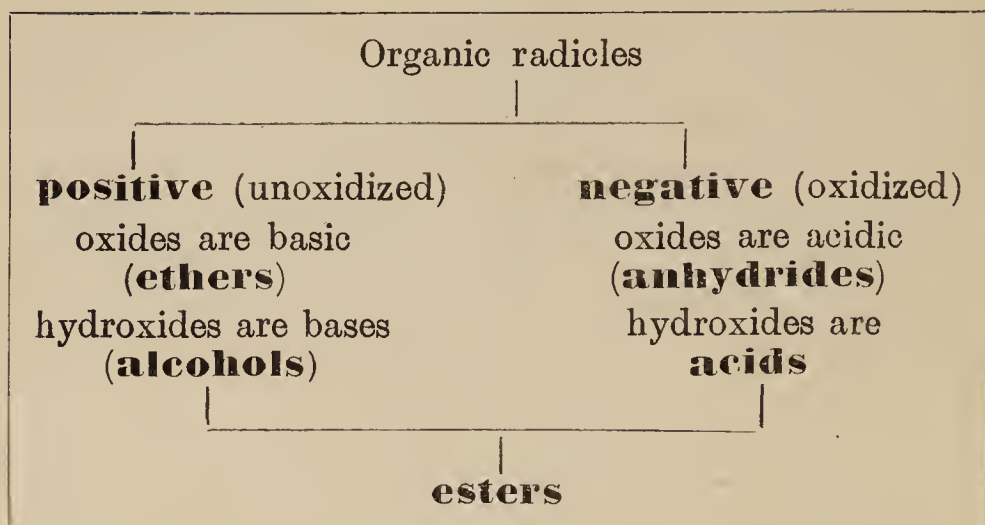 Organic radicles
positive (unoxidized)
oxides are basic
(ethers)
hydroxides are bases
(alcohols)
negative (oxidized)
oxides are acidic
(anhydrides)
hydroxides are
acids
esters